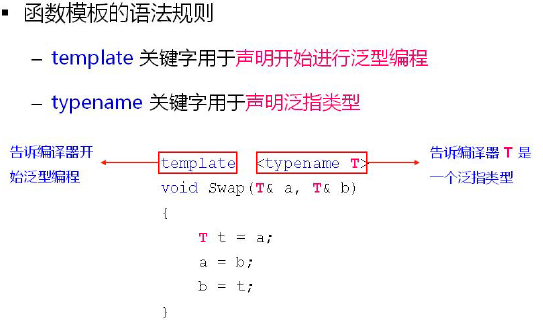 ▪ 函数模板的语法规则
– template 关键字用于声明开始进行泛型编程
– typename 关键字用于声明泛指类型
告诉编译器开
始泛型编程
template <typename T>
告诉编译器 T 是
一个泛指类型
void Swap(T& a, T& b)
{
T t = a;
a = b;
b = t;
}